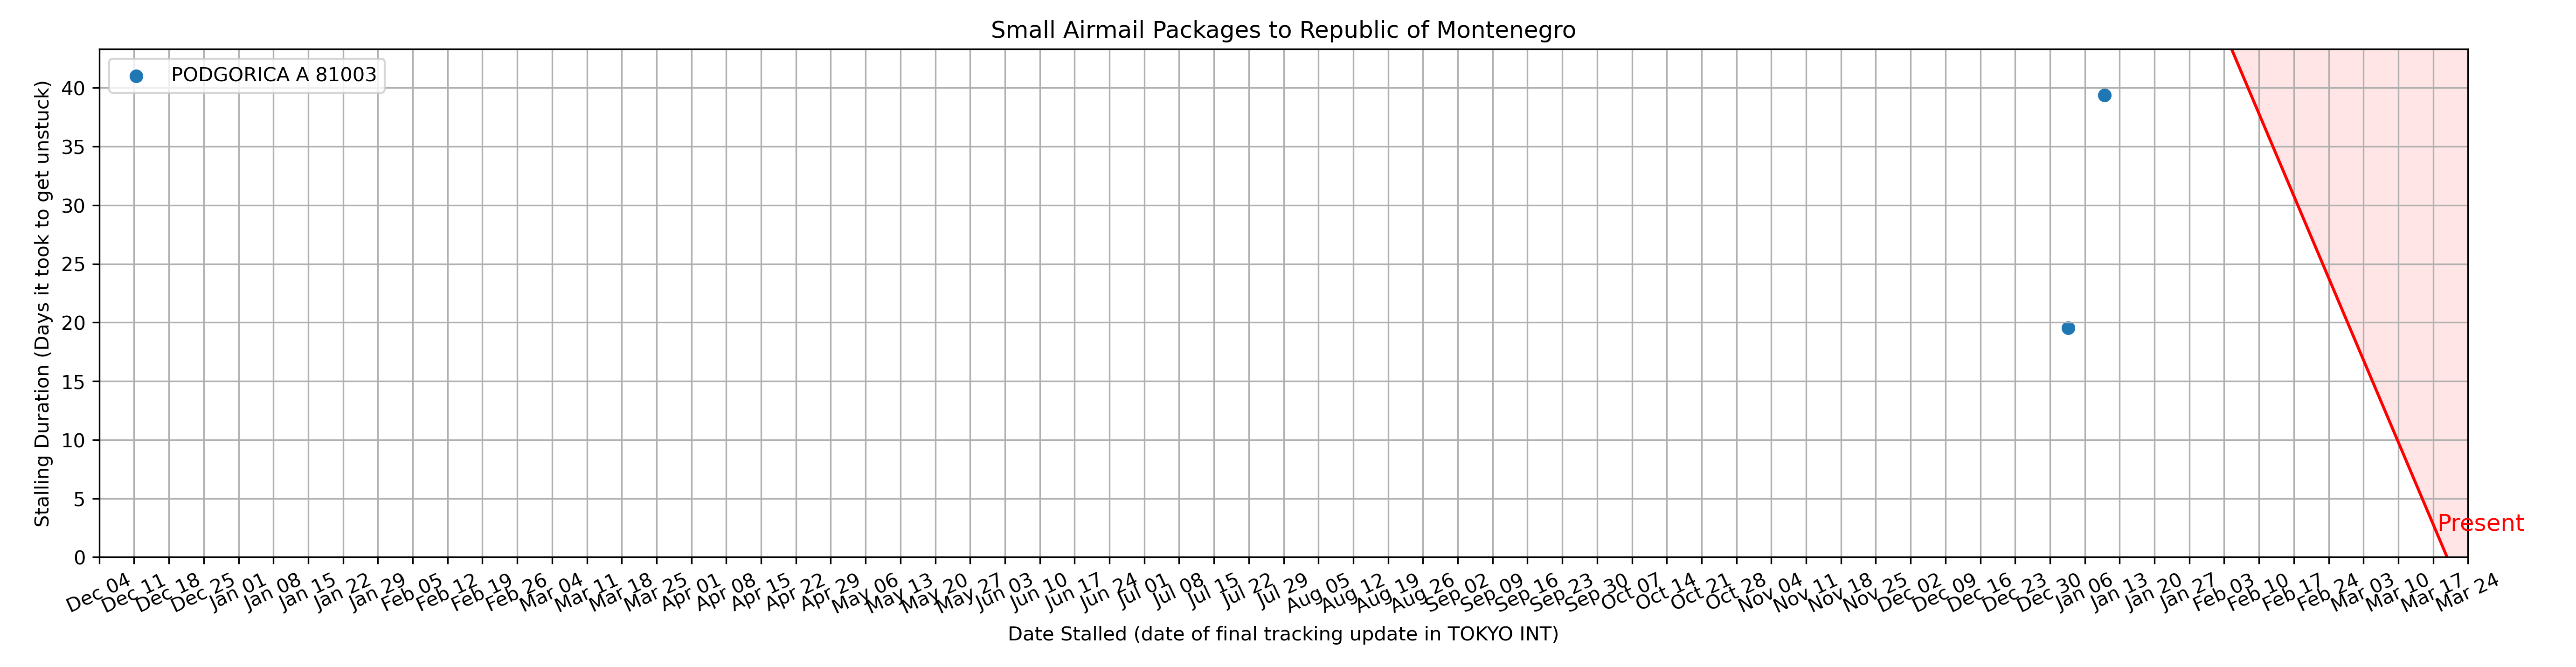 Small Airmail Packages to Republic of Montenegro
PODGORICA A 81003
Stalling Duration (Days it took to get unstuck)
40
35
30
25
20
15
10
5
0
Present
Dec 04
Dec 11
Dec 18
Dec 25
Jan 01
Jan 08
Jan 15
Jan 22
Jan 29
Feb 05
Feb 12
Feb 19
Feb 26
Mar 04
Mar 11
Mar 18
Mar 25
Apr 01
Apr 08
Apr 15
Apr 22
Apr 29
May 06
May 13
May 20
May 27
Jun 03
Jun 10
Jun 17
Jun 24
Jul 01
Jul 08
Jul 15
Jul 22
Jul 29
Aug 05
Aug 12
Aug 19
Aug 26
Sep 02
Sep 09
Sep 16
Sep 23
Sep 30
Oct 07
Oct 14
Oct 21
Oct 28
Nov 04
Nov 11
Nov 18
Nov 25
Dec 02
Dec 09
Dec 16
Dec 23
Dec 30
Jan 06
Jan 13
Jan 20
Jan 27
Feb 03
Feb 10
Feb 17
Feb 24
Mar 03
Mar 10
Mar 17
Mar 24
Date Stalled (date of final tracking update in TOKYO INT)